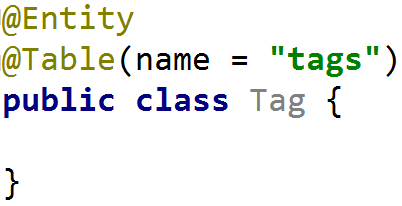 @Entity
@Table(name = "tags")
public class Tag {
}